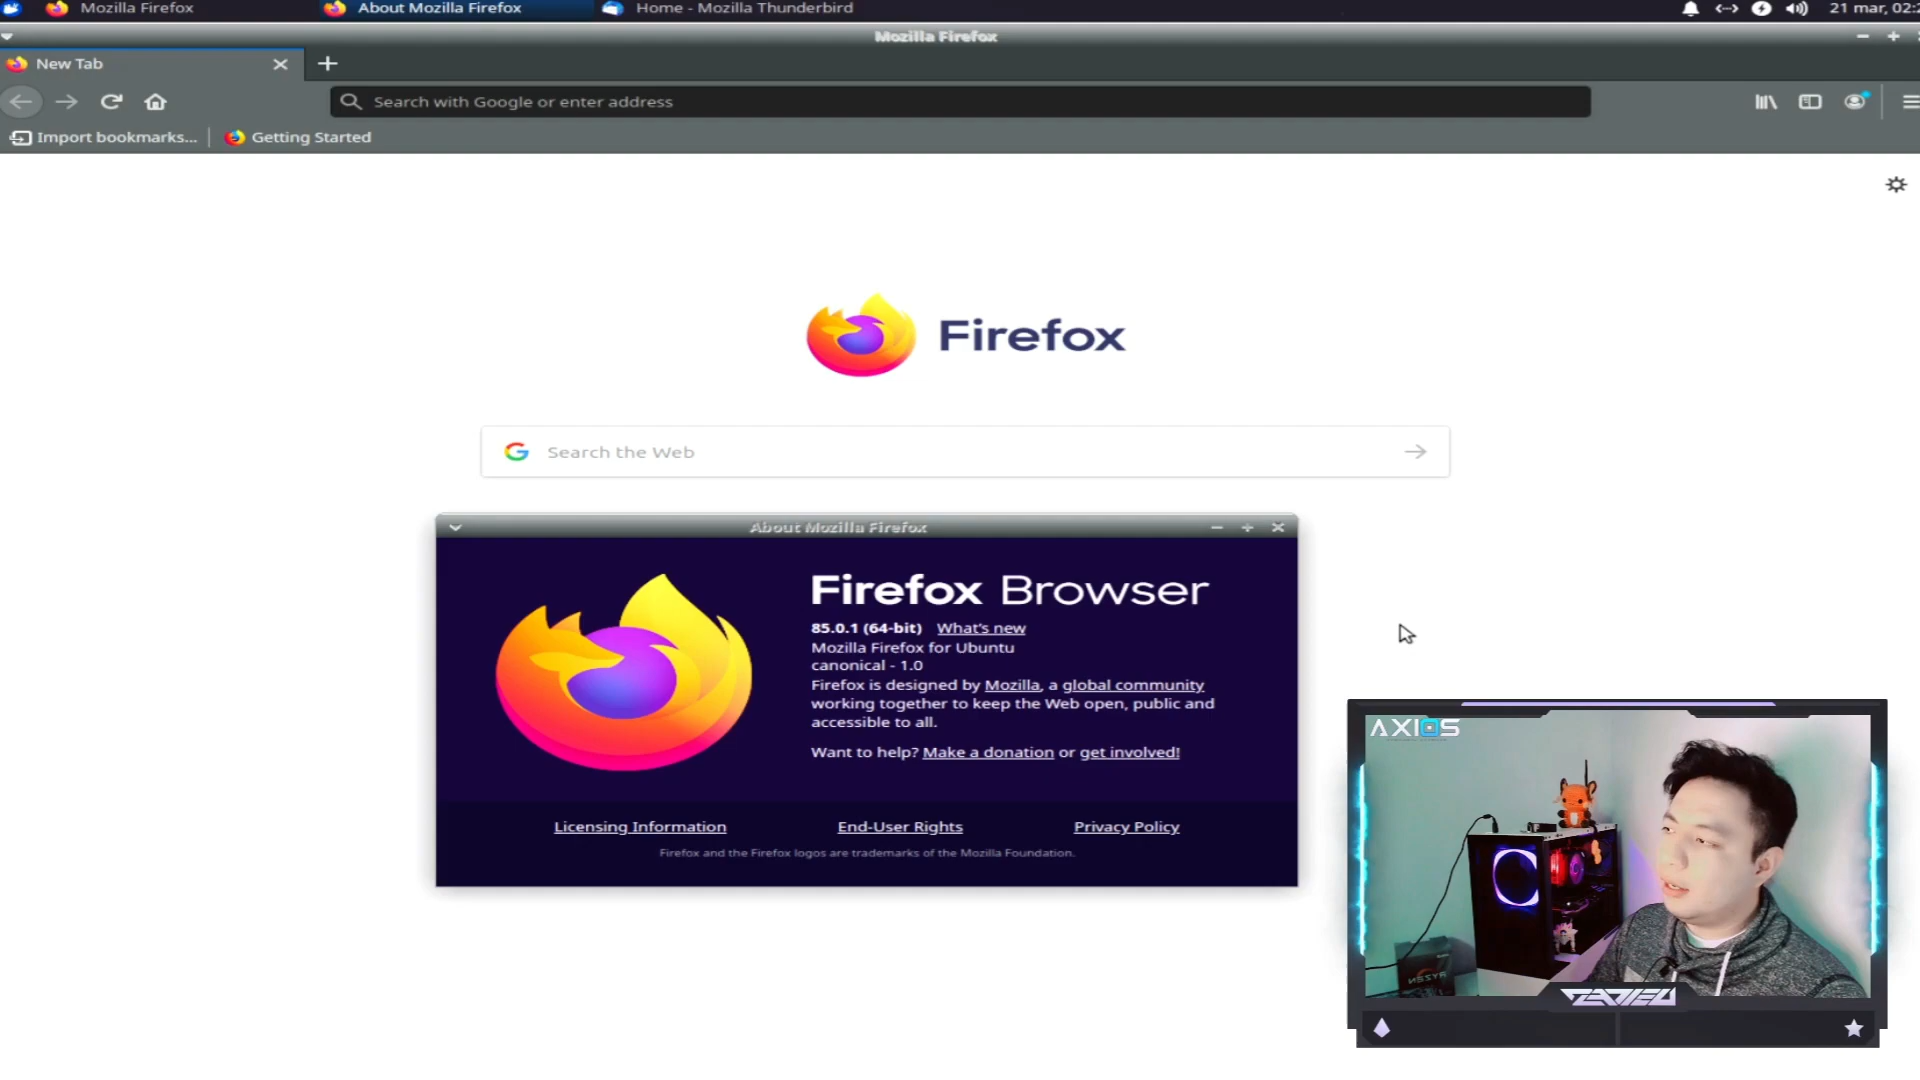 Mozilla Firefox
About Mozilla Firefox
Home - Mozilla Thunderbird
21 mar, 02:2
Mozilla Firefox
New Tab
Search with Google or enter address
Import bookmarks...
Getting Started
Firefox
Search the Web
About Mozilla Firefox
Firefox Browser
85.0.1 (64-bit) What's new
Mozilla Firefox for Ubuntu
canonical - 1.0
Firefox is designed by Mozilla, a global community
working together to keep the Web open, public and
accessible to all.
Want to help? Make a donation or get involved!
Licensing Information
End-User Rights
Privacy Policy
Firefox and the Firefox logos are trademarks of the Mozilla Foundation.
AXIOS
RYZEN